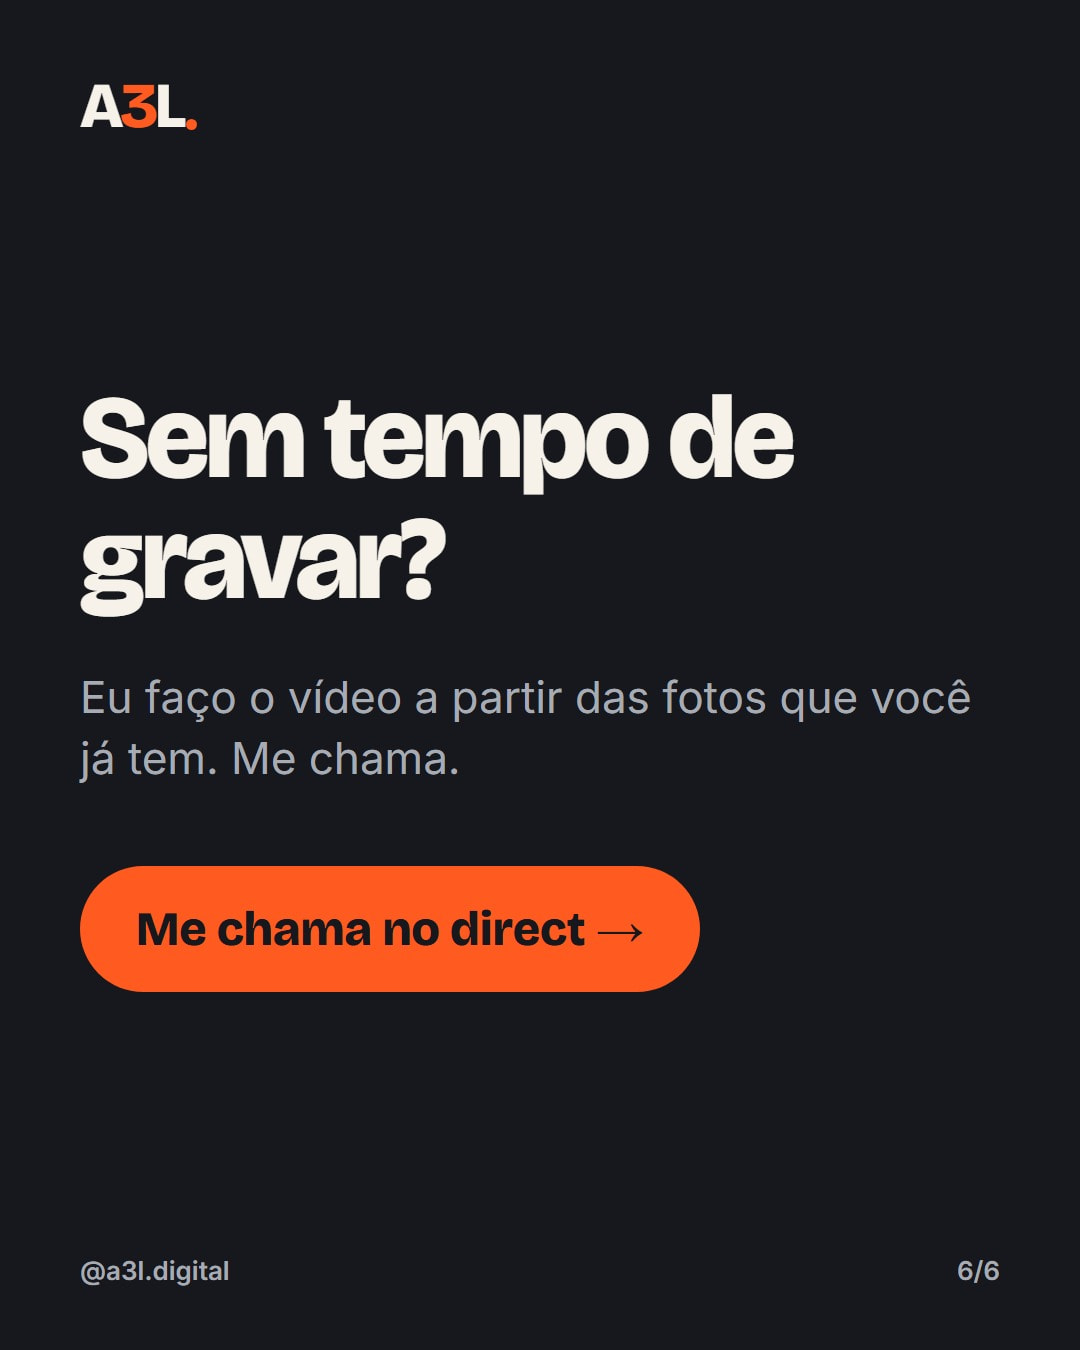 A3L.
Sem tempo de
gravar?
Eu faço o vídeo a partir das fotos que você
já tem. Me chama.
Me chama no direct →
@a3l.digital
6/6